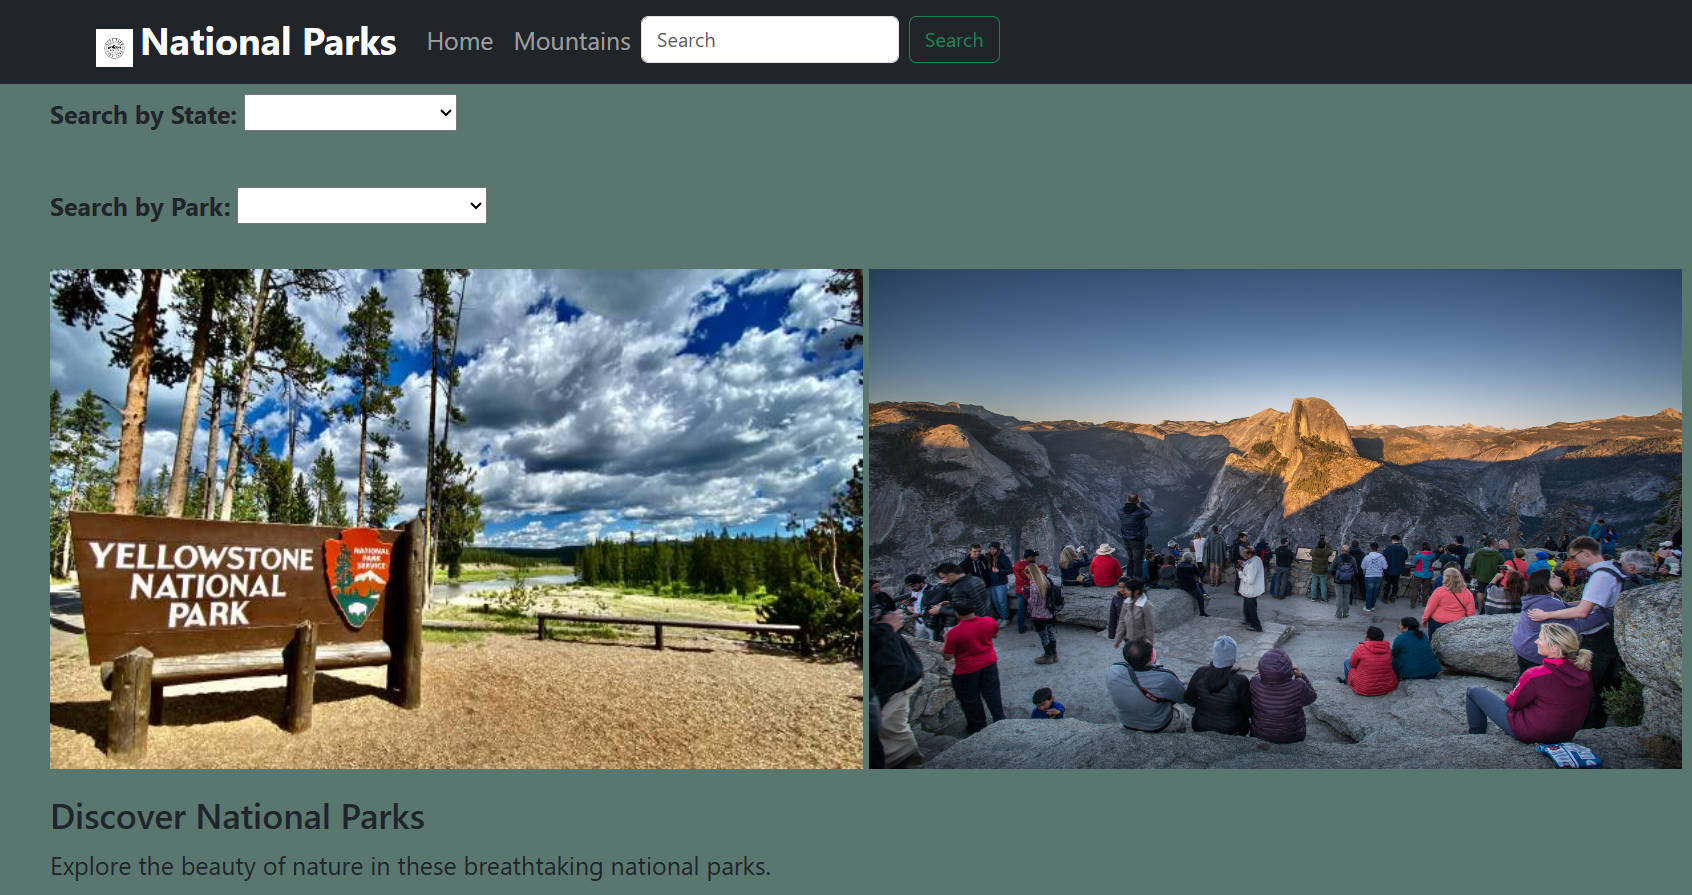 National Parks Home Mountains Search Search
Search by State:
Search by Park:
YELLOWSTONE
NATIONAL
PARK
NATIONAL
PARK
SERVICE
Discover National Parks
Explore the beauty of nature in these breathtaking national parks.